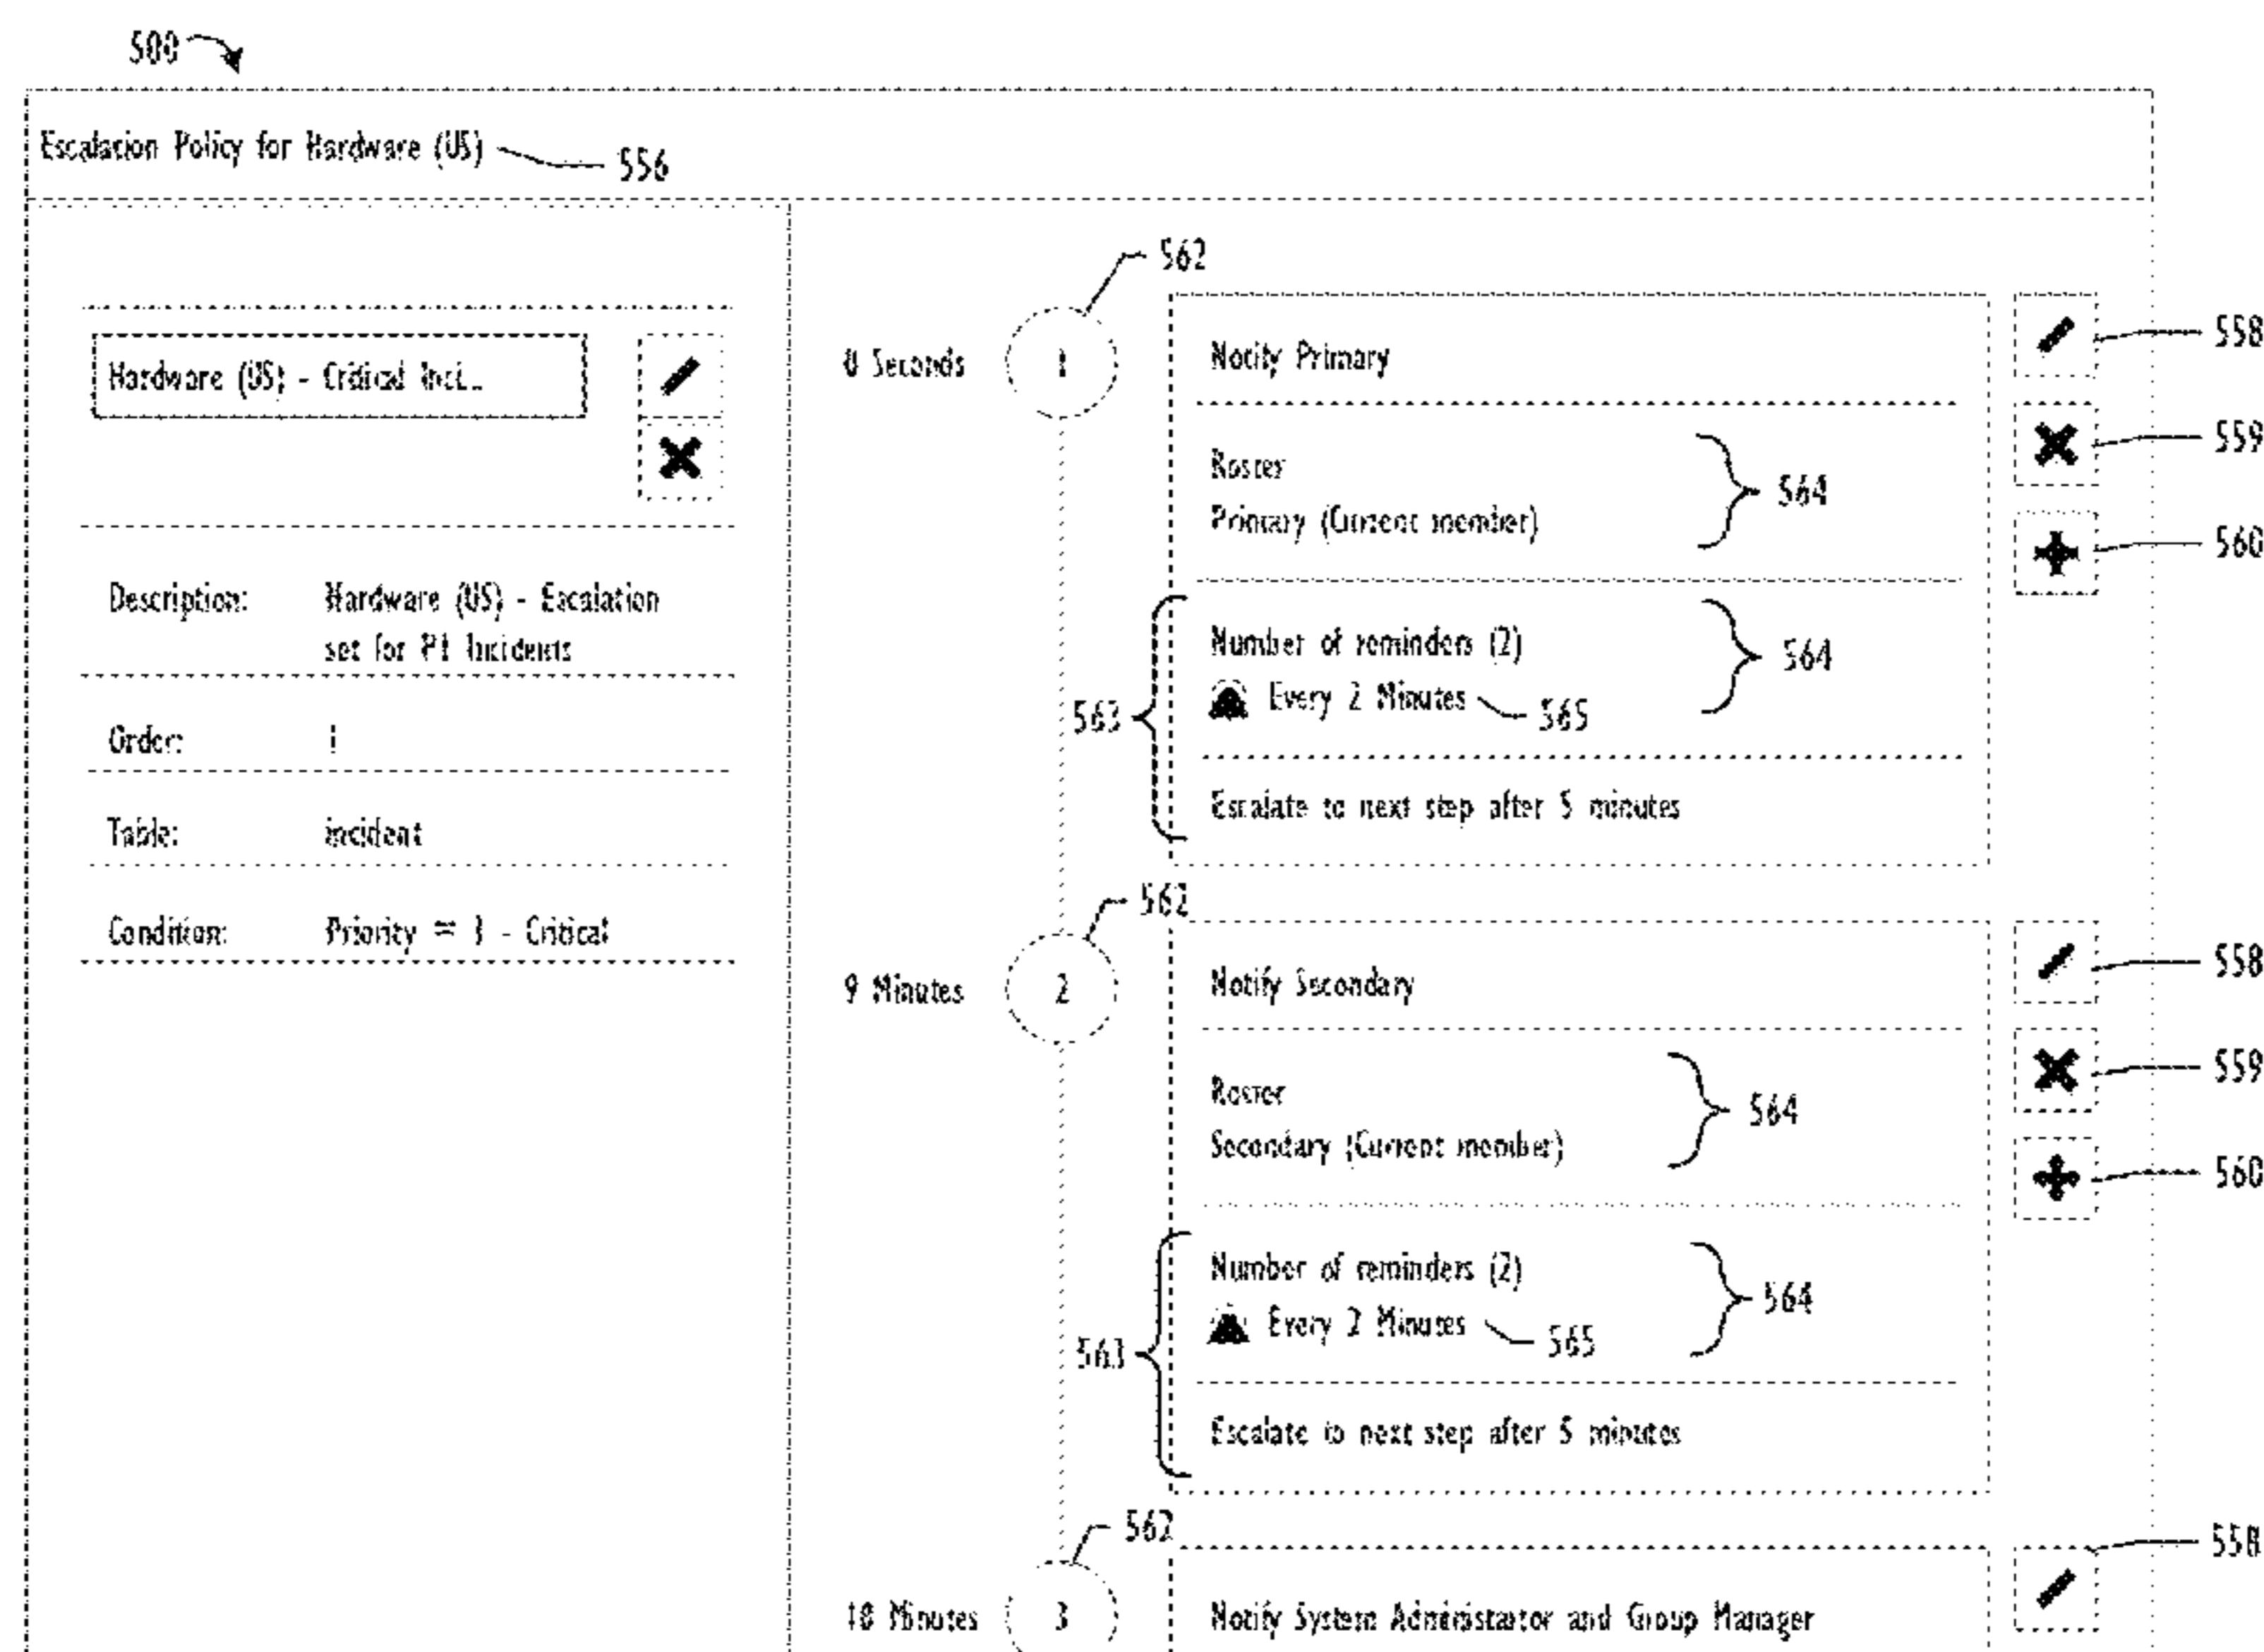 500
Escalation Policy for Hardware (US)
556
562
Hardware (US) - Critical Inci...
0 Seconds
1
Notify Primary
558
559
560
Roster
Primary (Current member)
564
Description:
Hardware (US) - Escalation
set for P1 Incidents
Number of reminders (2)
Every 2 Minutes
565
564
563
Order:
1
Escalate to next step after 5 minutes
Table:
incident
Condition:
Priority = 1 - Critical
562
9 Minutes
2
Notify Secondary
558
559
560
Roster
Secondary (Current member)
564
Number of reminders (2)
Every 2 Minutes
565
564
563
Escalate to next step after 5 minutes
562
558
18 Minutes
3
Notify System Administartor and Group Manager